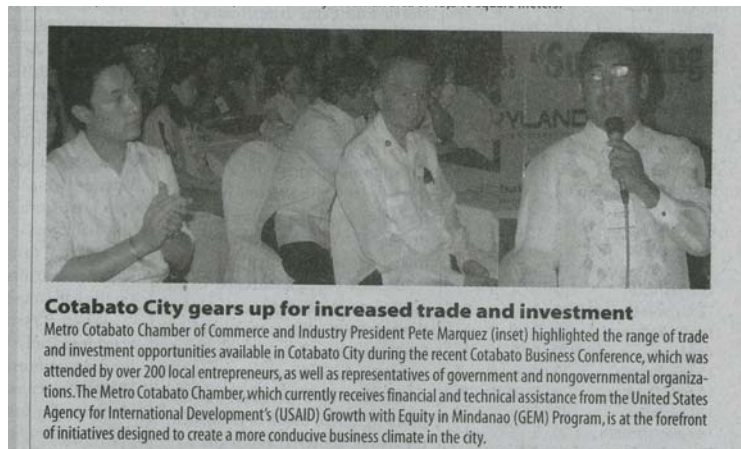 VLAND
Cotabato City gears up for increased trade and investment
Metro Cotabato Chamber of Commerce and Industry President Pete Marquez (inset) highlighted the range of trade
and investment opportunities available in Cotabato City during the recent Cotabato Business Conference, which was
attended by over 200 local entrepreneurs, as well as representatives of government and nongovernmental organiza-
tions. The Metro Cotabato Chamber, which currently receives financial and technical assistance from the United States
Agency for International Development's (USAID) Growth with Equity in Mindanao (GEM) Program, is at the forefront
of initiatives designed to create a more conducive business climate in the city.